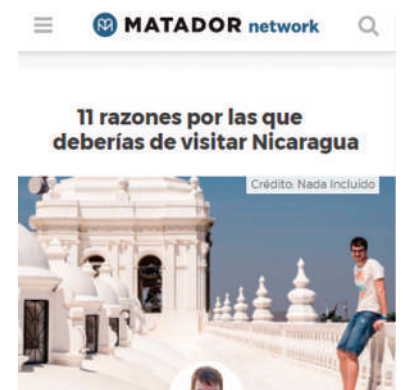 MATADOR network
11 razones por las que
deberías de visitar Nicaragua
Crédito: Nada Incluido